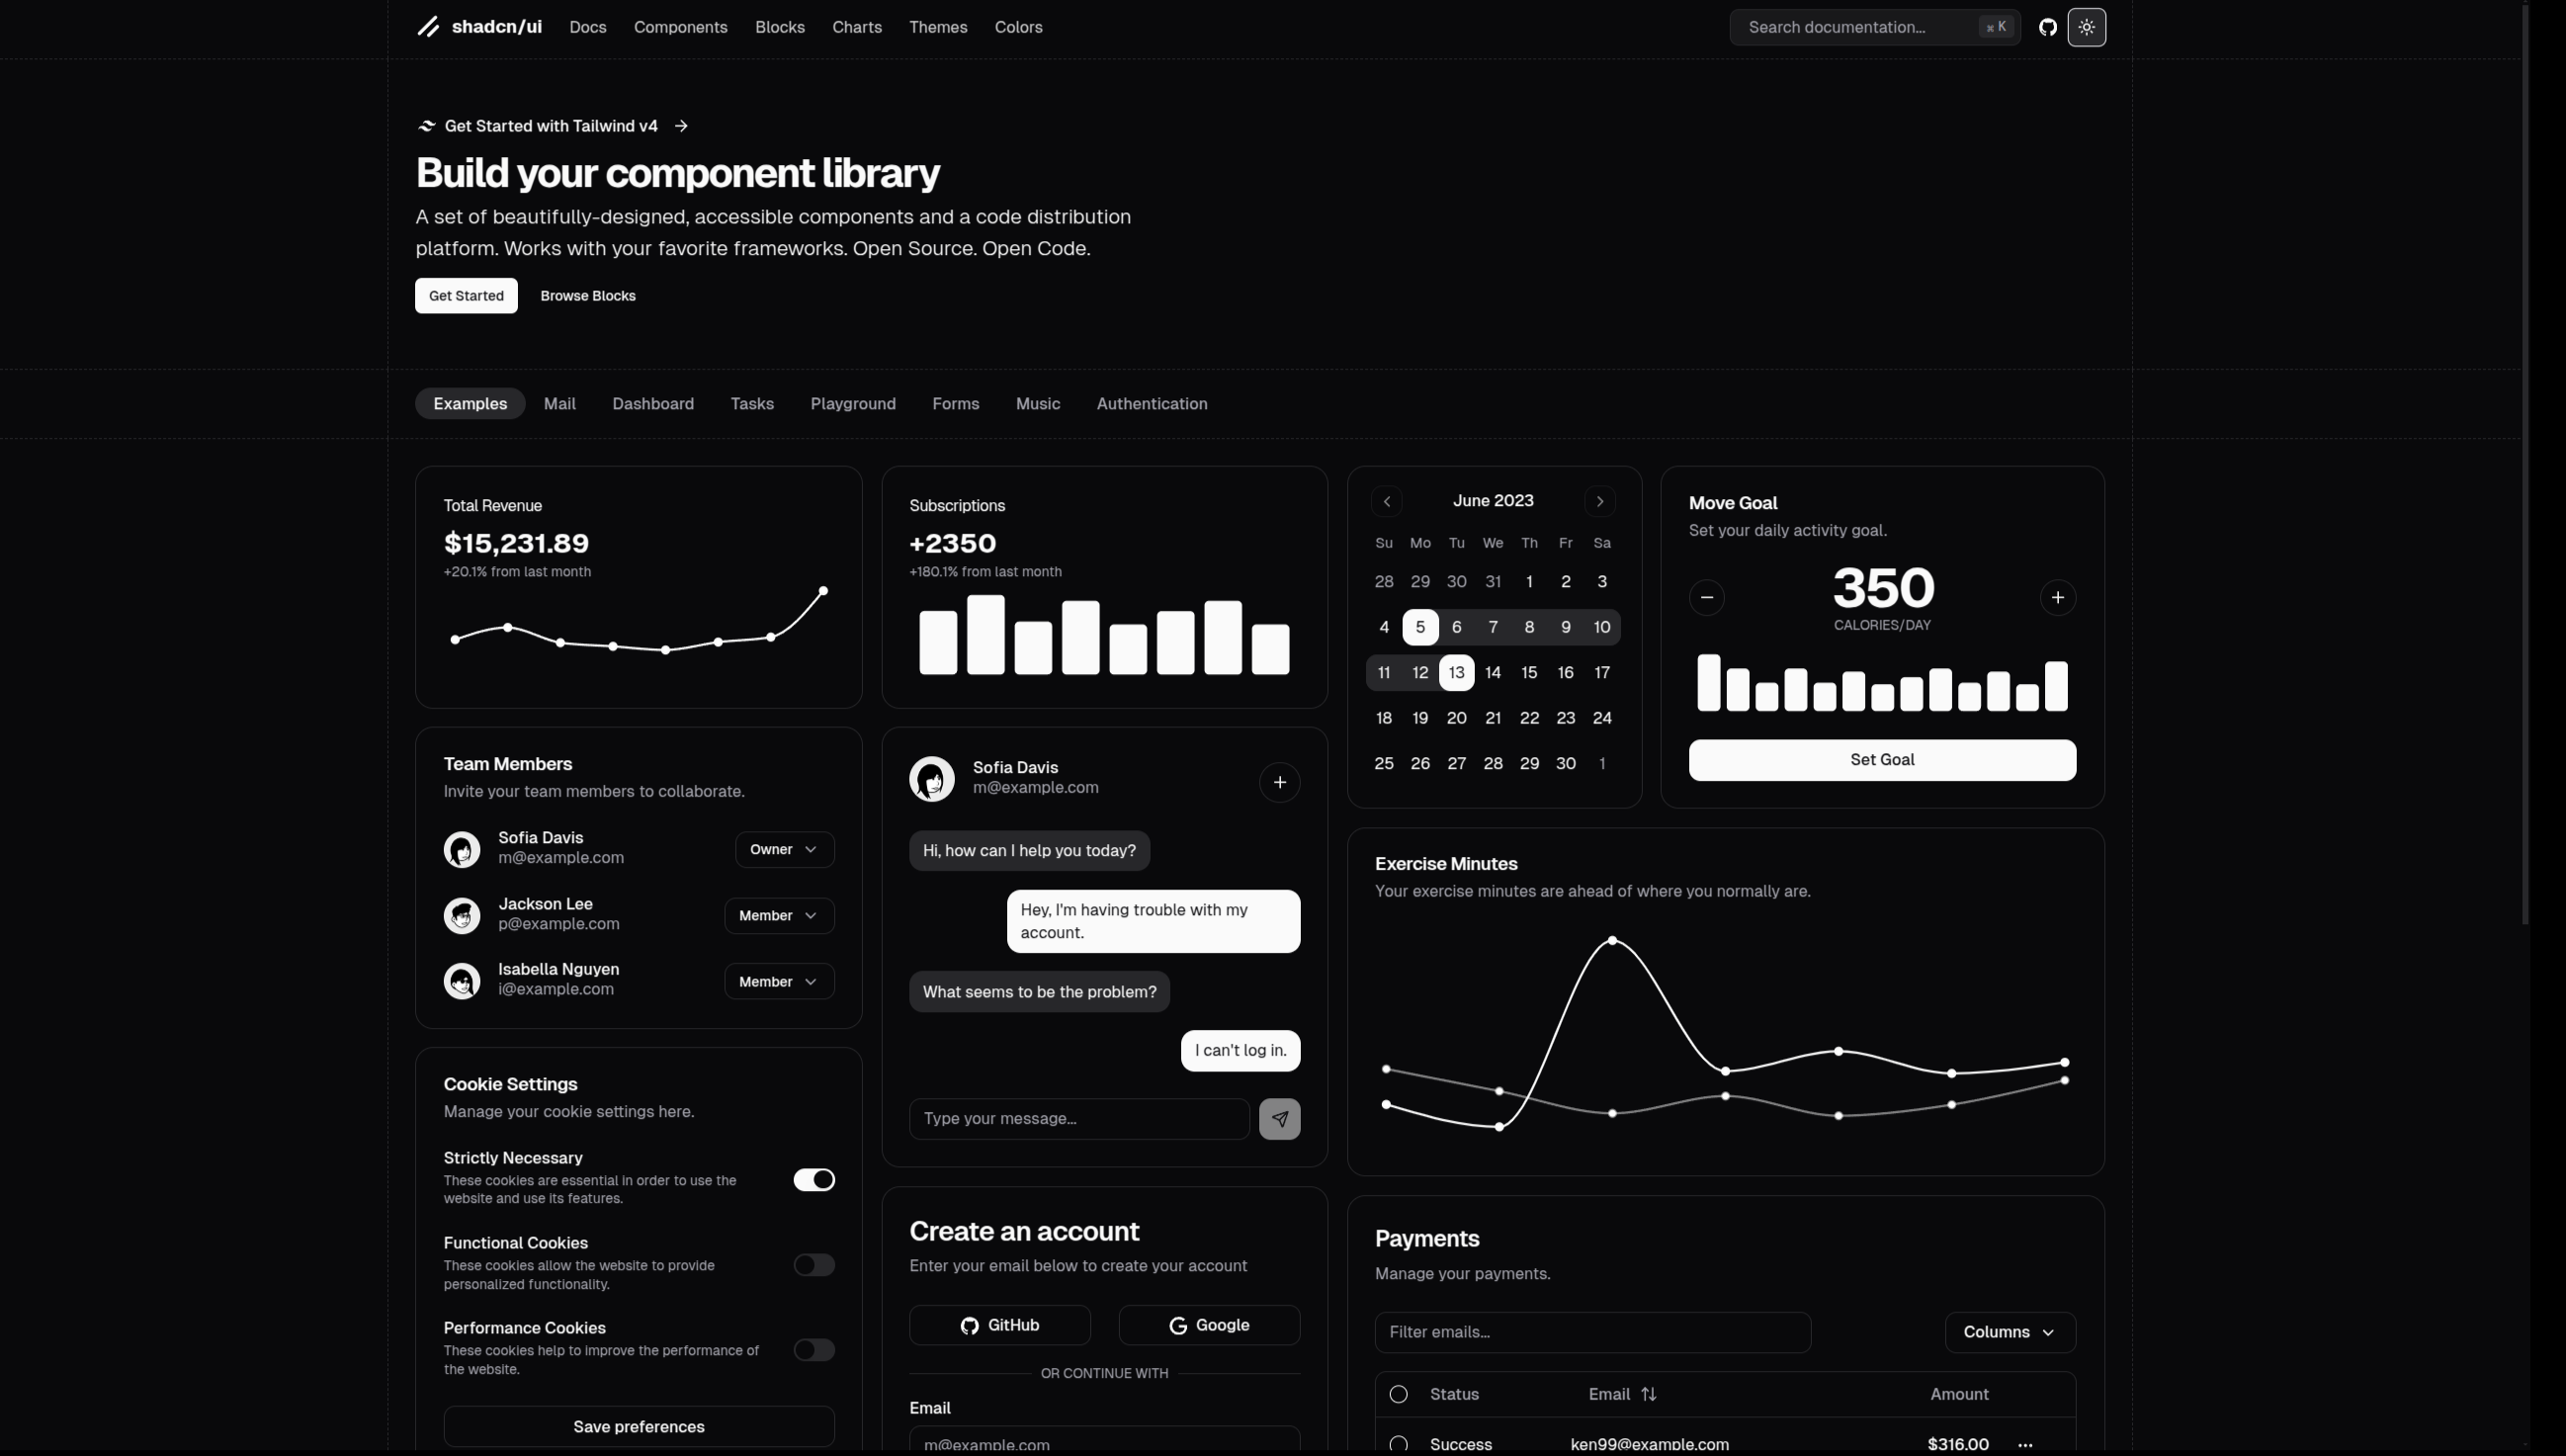 shadcn/ui Docs Components Blocks Charts Themes Colors Search documentation... ⌘ K
Get Started with Tailwind v4
Build your component library
A set of beautifully-designed, accessible components and a code distribution
platform. Works with your favorite frameworks. Open Source. Open Code.
Get Started Browse Blocks
Examples Mail Dashboard Tasks Playground Forms Music Authentication
Total Revenue
$15,231.89
+20.1% from last month
Subscriptions
+2350
+180.1% from last month
June 2023
Su Mo Tu We Th Fr Sa
28 29 30 31 1 2 3
4 5 6 7 8 9 10
11 12 13 14 15 16 17
18 19 20 21 22 23 24
25 26 27 28 29 30 1
Move Goal
Set your daily activity goal.
350
CALORIES/DAY
Set Goal
Team Members
Invite your team members to collaborate.
Sofia Davis
m@example.com
Owner
Jackson Lee
p@example.com
Member
Isabella Nguyen
i@example.com
Member
Sofia Davis
m@example.com
Hi, how can I help you today?
Hey, I'm having trouble with my
account.
What seems to be the problem?
I can't log in.
Type your message...
Exercise Minutes
Your exercise minutes are ahead of where you normally are.
Cookie Settings
Manage your cookie settings here.
Strictly Necessary
These cookies are essential in order to use the
website and use its features.
Functional Cookies
These cookies allow the website to provide
personalized functionality.
Performance Cookies
These cookies help to improve the performance of
the website.
Save preferences
Create an account
Enter your email below to create your account
GitHub Google
OR CONTINUE WITH
Email
m@example.com
Payments
Manage your payments.
Filter emails...
Columns
Status Email Amount
Success ken99@example.com $316.00